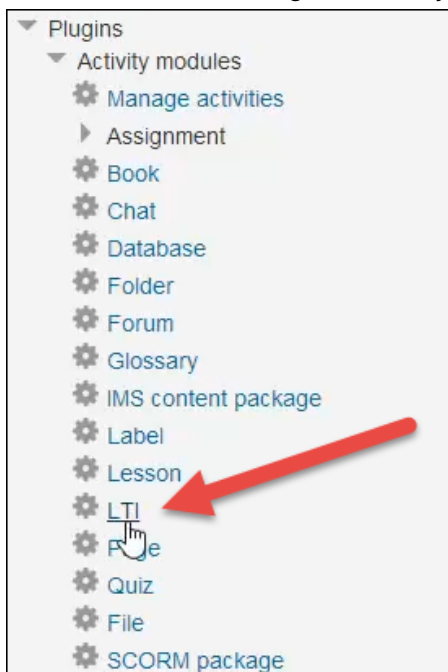 Plugins
Activity modules
Manage activities
Assignment
Book
Chat
Database
Folder
Forum
Glossary
IMS content package
Label
Lesson
LTI
Quiz
File
SCORM package